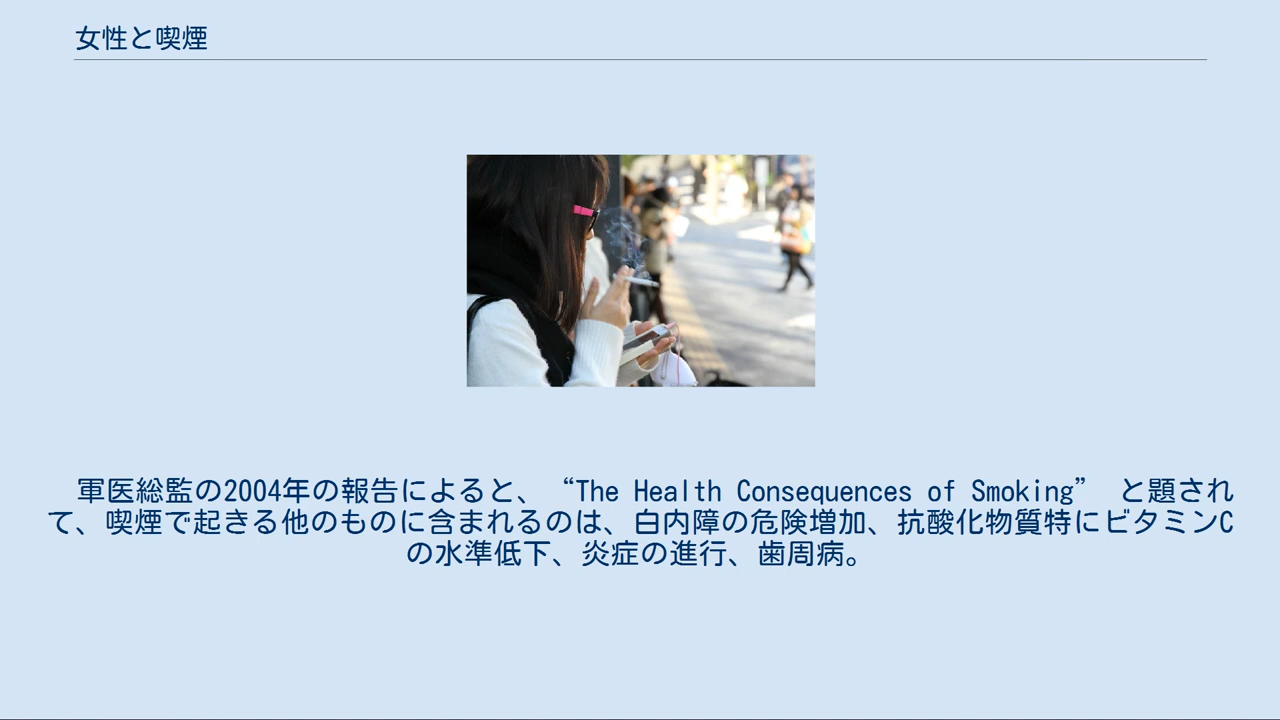 女性と喫煙
軍医総監の2004年の報告によると、“The Health Consequences of Smoking” と題され
て、喫煙で起きる他のものに含まれるのは、白内障の危険増加、抗酸化物質特にビタミンC
の水準低下、炎症の進行、歯周病。